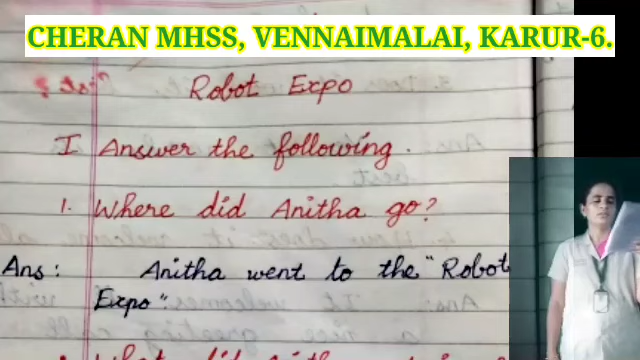 CHERAN MHSS, VENNAIMALAI, KARUR-6.
Robot Expo
I Answer the following.
1. Where did Anitha go?
Ans: Anitha went to the "Robot
Expo".